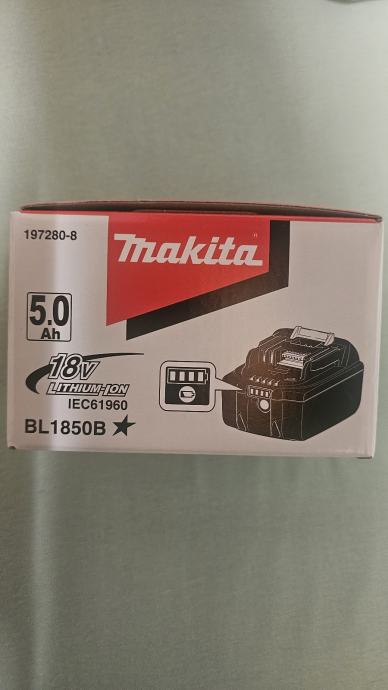 197280-8
makita
5.0
Ah
18V
LITHIUM-ION
IEC61960
BL1850B ★